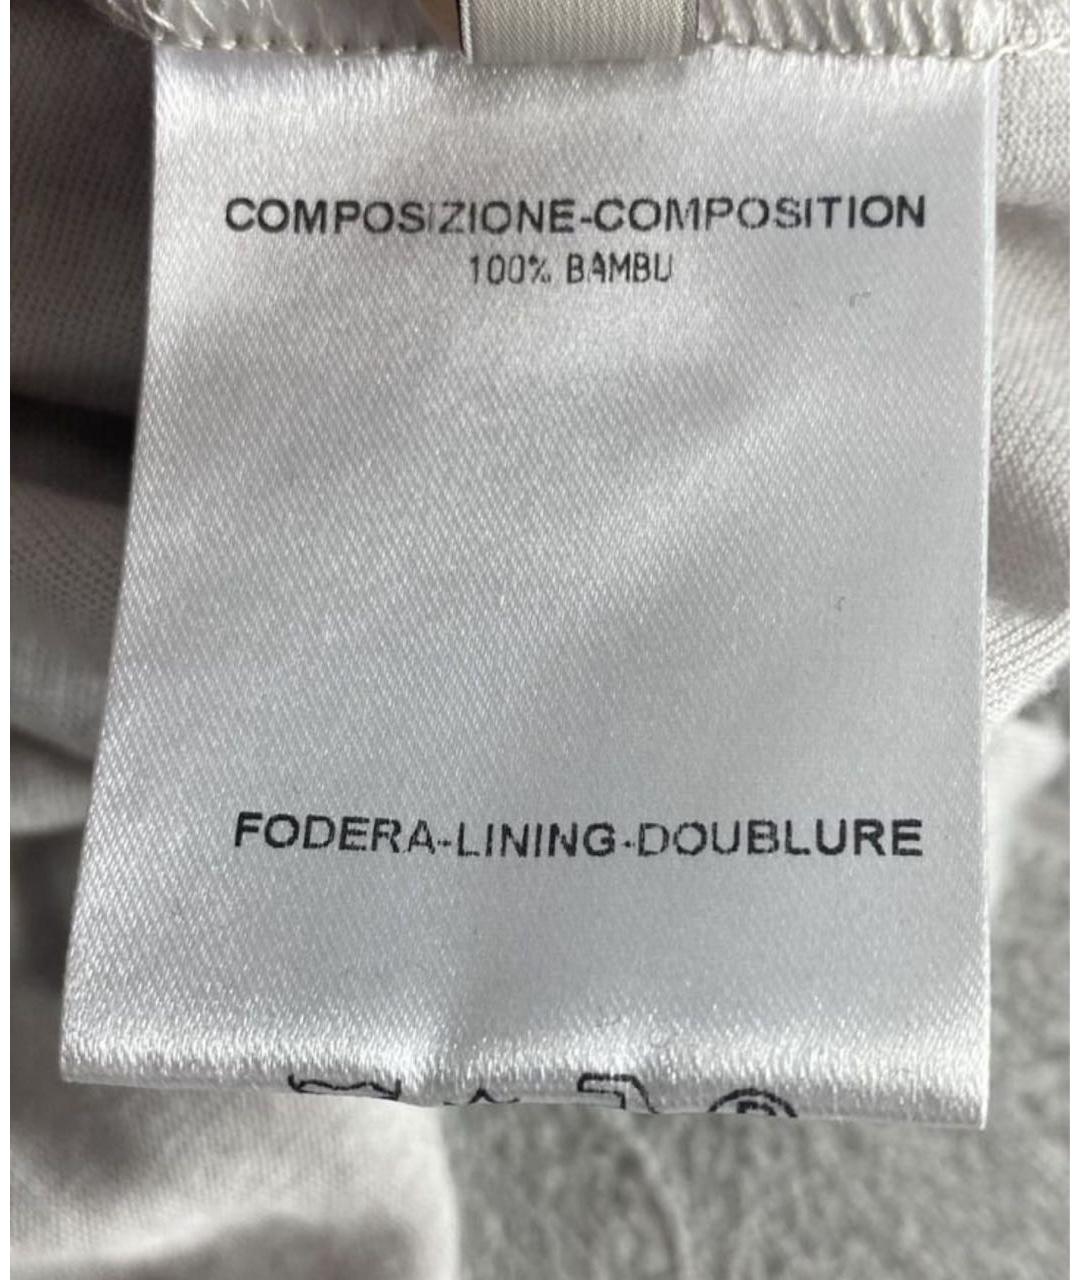 COMPOSIZIONE-COMPOSITION
100% BAMBU
FODERA-LINING-DOUBLURE